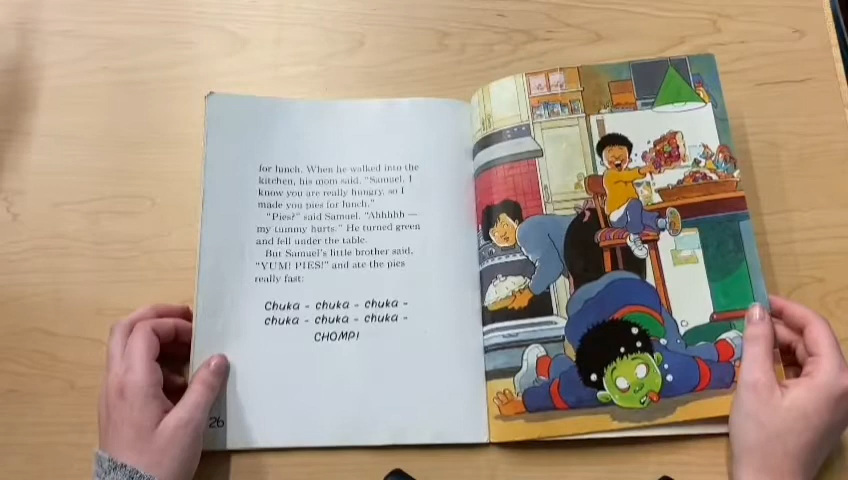 for lunch. When he walked into the
kitchen, his mom said, "Samuel, I
know you are really hungry, so I
made you pies for lunch."
"Pies?" said Samuel. "Ahhhhh —
my tummy hurts." He turned green
and fell under the table.
But Samuel's little brother said,
"YUM! PIES!" and ate the pies
really fast:
Chuka - chuka - chuka -
chuka - chuka - chuka -
CHOMP!
26